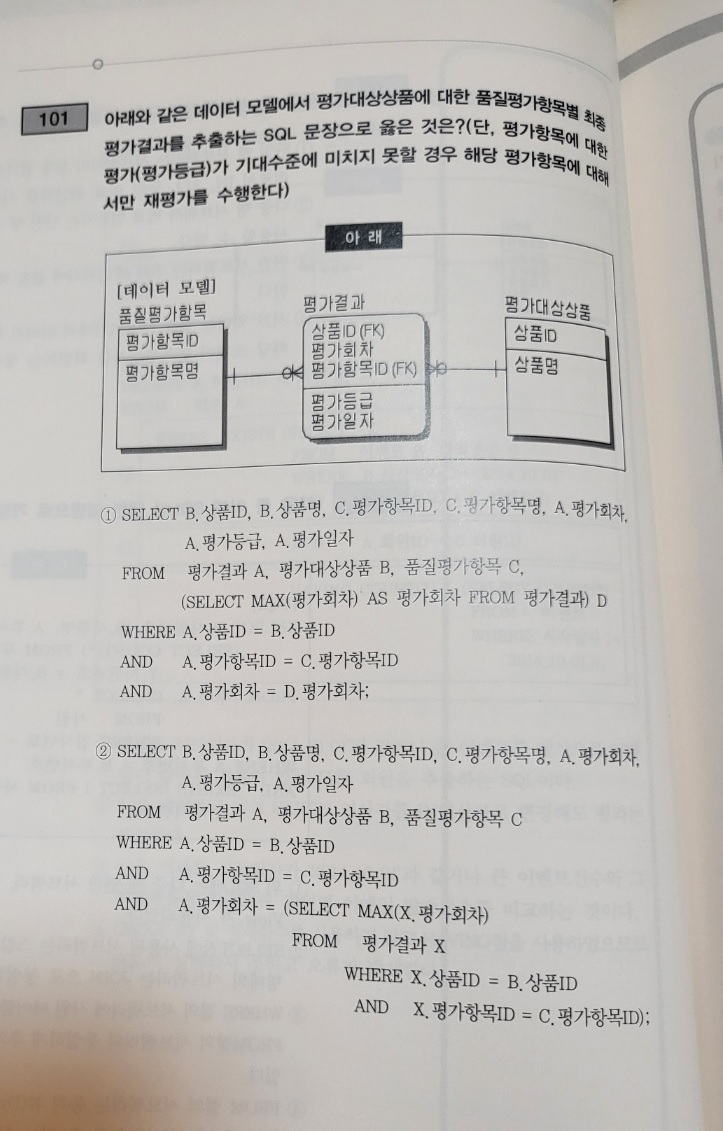 101
아래와 같은 데이터 모델에서 평가대상상품에 대한 품질평가항목별 최종
평가결과를 추출하는 SQL 문장으로 옳은 것은?(단, 평가항목에 대한
평가(평가등급)가 기대수준에 미치지 못할 경우 해당 평가항목에 대해
서만 재평가를 수행한다)
아 래
[데이터 모델]
품질평가항목
평가항목ID
평가항목명
평가결과
상품ID (FK)
평가회차
평가항목ID (FK)
평가등급
평가일자
평가대상상품
상품ID
상품명
① SELECT B.상품ID, B.상품명, C.평가항목ID, C.평가항목명, A.평가회차,
A.평가등급, A.평가일자
FROM 평가결과 A, 평가대상상품 B, 품질평가항목 C,
(SELECT MAX(평가회차) AS 평가회차 FROM 평가결과) D
WHERE A.상품ID = B.상품ID
AND A.평가항목ID = C.평가항목ID
AND A.평가회차 = D.평가회차;
② SELECT B.상품ID, B.상품명, C.평가항목ID, C.평가항목명, A.평가회차,
A.평가등급, A.평가일자
FROM 평가결과 A, 평가대상상품 B, 품질평가항목 C
WHERE A.상품ID = B.상품ID
AND A.평가항목ID = C.평가항목ID
AND A.평가회차 = (SELECT MAX(X.평가회차)
FROM 평가결과 X
WHERE X.상품ID = B.상품ID
AND X.평가항목ID = C.평가항목ID);